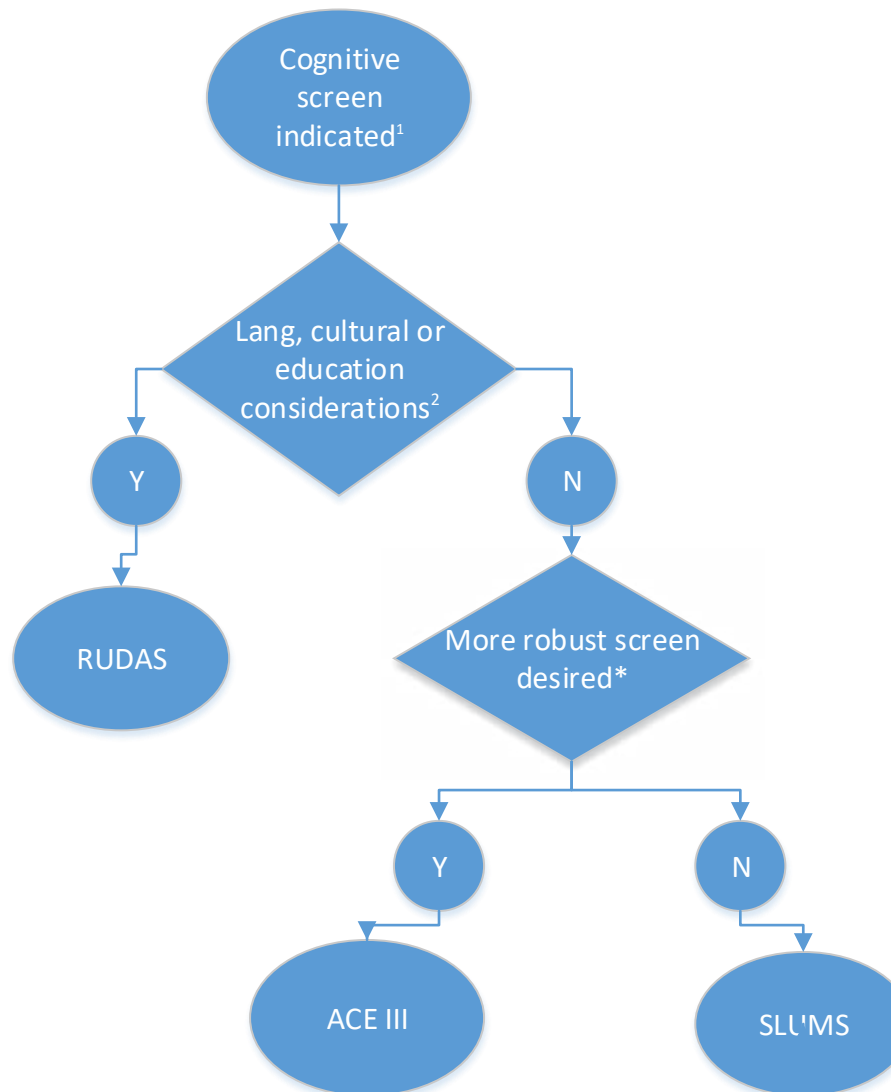 Cognitive
screen
indicated1
Lang, cultural or
education
considerations2
Y
N
RUDAS
More robust screen
desired*
Y
N
ACE III
SLUMS